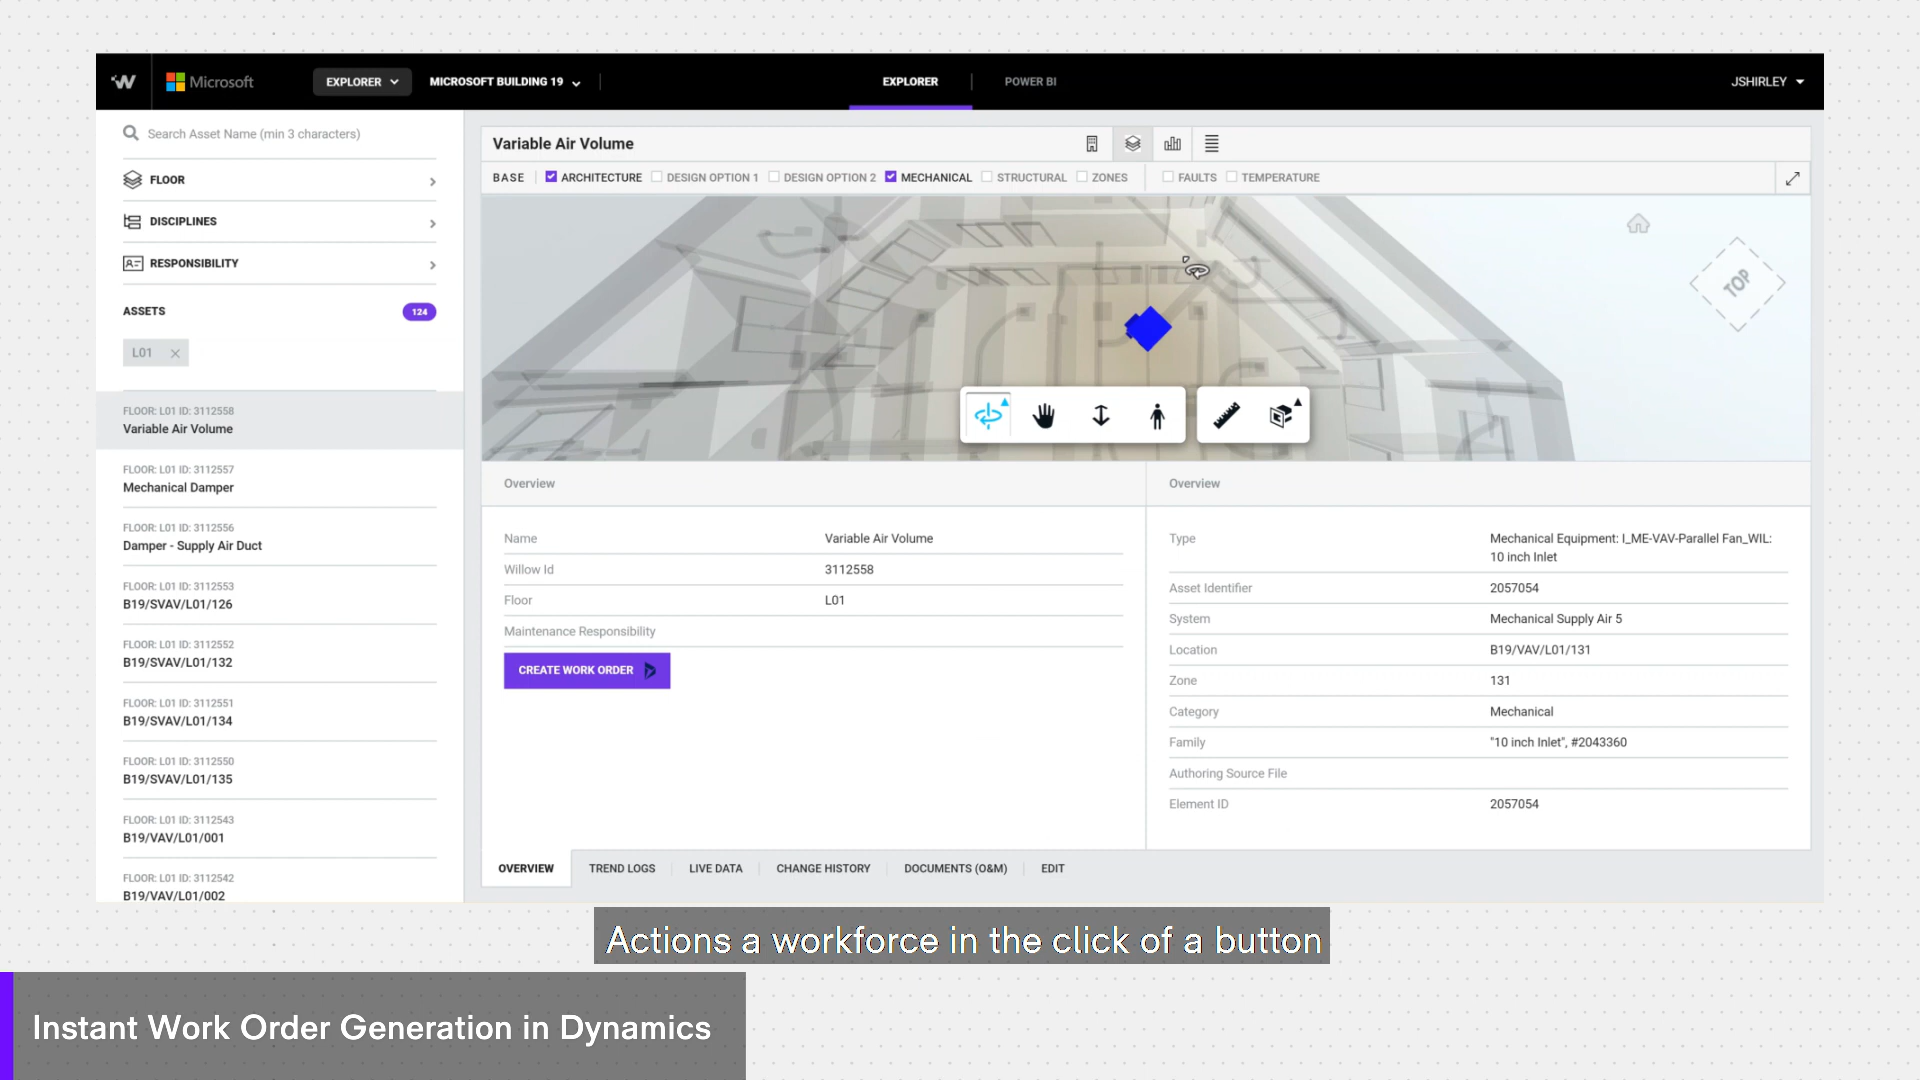 Microsoft
EXPLORER
MICROSOFT BUILDING 19
EXPLORER
POWER BI
JSHIRLEY
Search Asset Name (min 3 characters)
FLOOR
DISCIPLINES
RESPONSIBILITY
ASSETS
124
L01
FLOOR: L01 ID: 3112558
Variable Air Volume
FLOOR: L01 ID: 3112557
Mechanical Damper
FLOOR: L01 ID: 3112556
Damper - Supply Air Duct
FLOOR: L01 ID: 3112553
B19/SVAV/L01/126
FLOOR: L01 ID: 3112552
B19/SVAV/L01/132
FLOOR: L01 ID: 3112551
B19/SVAV/L01/134
FLOOR: L01 ID: 3112550
B19/SVAV/L01/135
FLOOR: L01 ID: 3112543
B19/VAV/L01/001
FLOOR: L01 ID: 3112542
B19/VAV/L01/002
Variable Air Volume
BASE ARCHITECTURE DESIGN OPTION 1 DESIGN OPTION 2 MECHANICAL STRUCTURAL ZONES FAULTS TEMPERATURE
TOP
Overview
Name Variable Air Volume
Willow Id 3112558
Floor L01
Maintenance Responsibility
CREATE WORK ORDER
Overview
Type Mechanical Equipment: I_ME-VAV-Parallel Fan_WIL:
10 inch Inlet
Asset Identifier 2057054
System Mechanical Supply Air 5
Location B19/VAV/L01/131
Zone 131
Category Mechanical
Family "10 inch Inlet", #2043360
Authoring Source File
Element ID 2057054
OVERVIEW TREND LOGS LIVE DATA CHANGE HISTORY DOCUMENTS (O&M) EDIT
Actions a workforce in the click of a button
Instant Work Order Generation in Dynamics